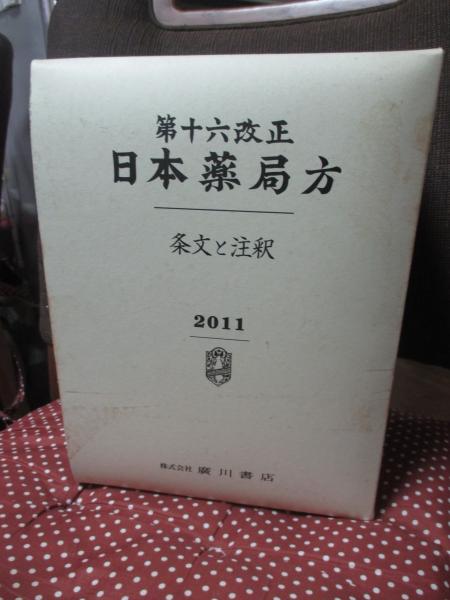 第十六改正
日本薬局方
条文と注釈
2011
株式会社 廣川書店